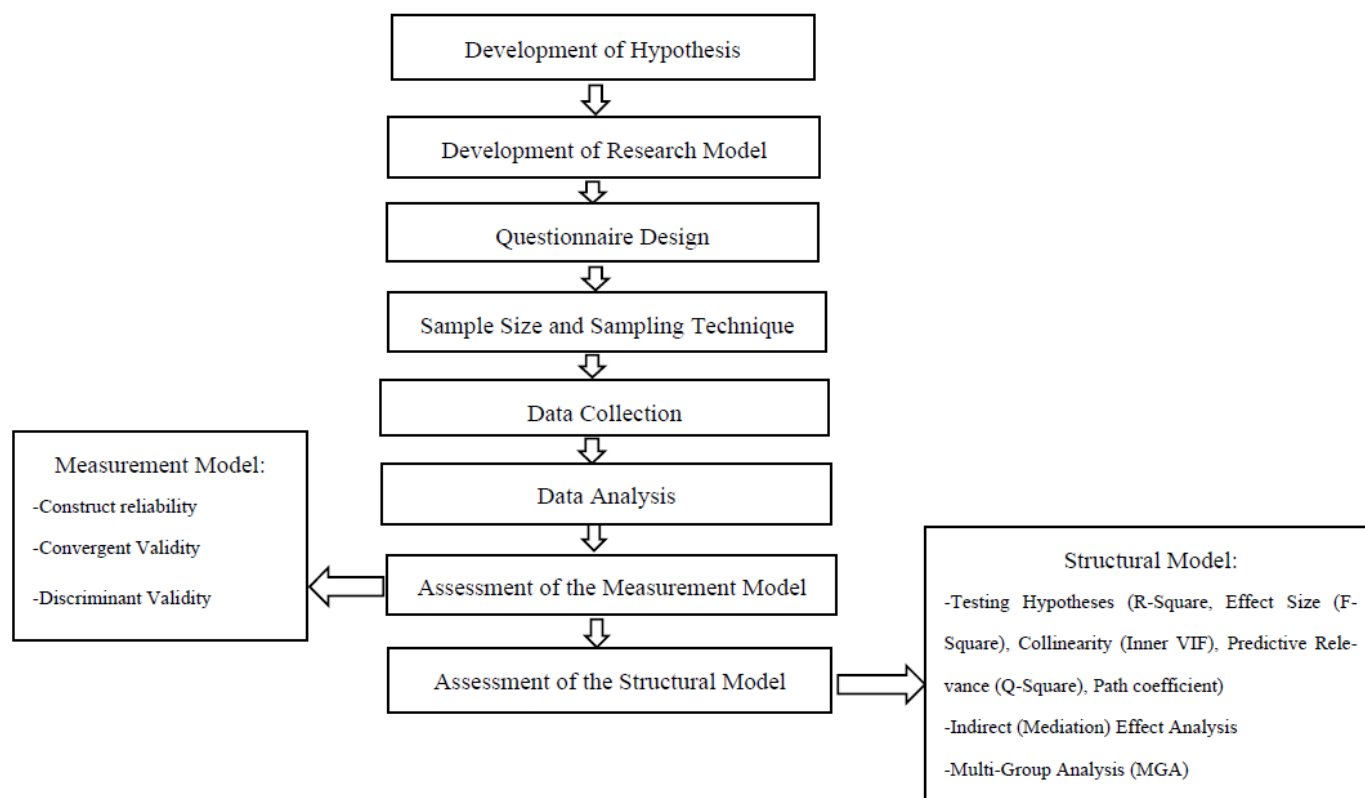 Development of Hypothesis
Development of Research Model
Questionnaire Design
Sample Size and Sampling Technique
Data Collection
Data Analysis
Assessment of the Measurement Model
Assessment of the Structural Model
Measurement Model:
-Construct reliability
-Convergent Validity
-Discriminant Validity
Structural Model:
-Testing Hypotheses (R-Square, Effect Size (F-
Square), Collinearity (Inner VIF), Predictive Rele-
vance (Q-Square), Path coefficient)
-Indirect (Mediation) Effect Analysis
-Multi-Group Analysis (MGA)